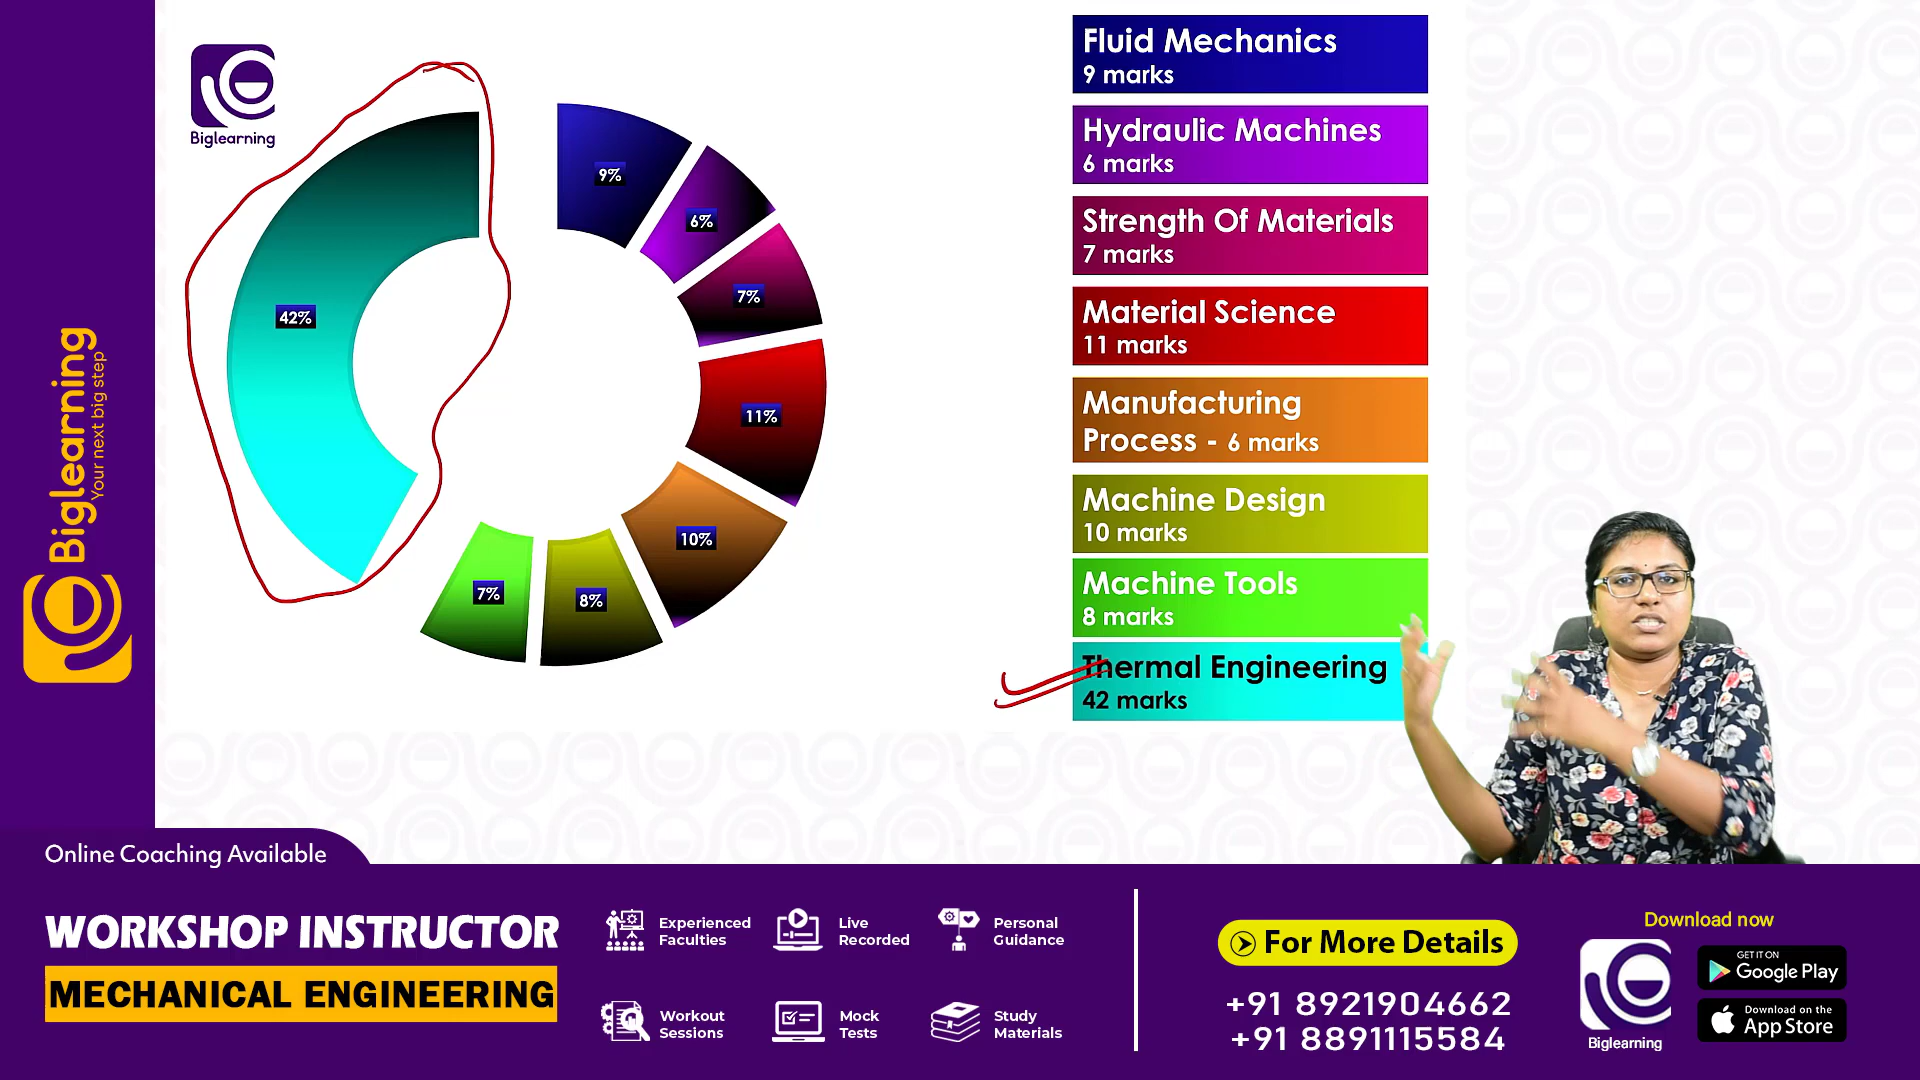 Biglearning
Your next big step
Biglearning
9%
6%
7%
11%
10%
8%
7%
42%
Fluid Mechanics
9 marks
Hydraulic Machines
6 marks
Strength Of Materials
7 marks
Material Science
11 marks
Manufacturing
Process - 6 marks
Machine Design
10 marks
Machine Tools
8 marks
Thermal Engineering
42 marks
Online Coaching Available
WORKSHOP INSTRUCTOR
MECHANICAL ENGINEERING
Experienced
Faculties
Live
Recorded
Personal
Guidance
Workout
Sessions
Mock
Tests
Study
Materials
For More Details
+91 8921904662
+91 8891115584
Download now
Biglearning
GET IT ON
Google Play
Download on the
App Store